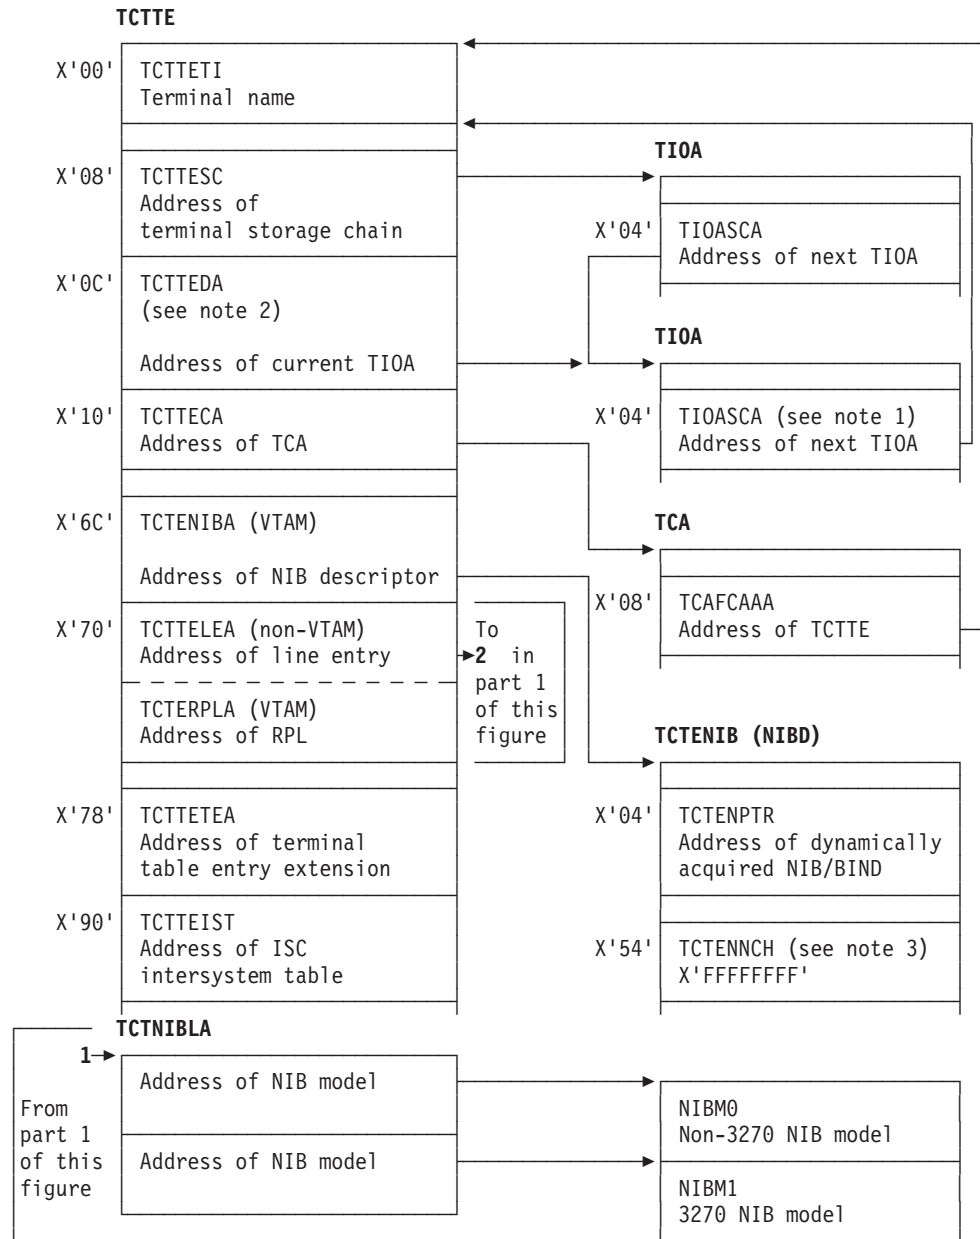 TCTTE
X'00' TCTTETI
Terminal name
X'08' TCTTESC
Address of
terminal storage chain
X'0C' TCTTEDA
(see note 2)
Address of current TIOA
X'10' TCTTECA
Address of TCA
X'6C' TCTENIBA (VTAM)
Address of NIB descriptor
X'70' TCTTELEA (non-VTAM)
Address of line entry
TCTERPLA (VTAM)
Address of RPL
To
2 in
part 1
of this
figure
X'78' TCTTETEA
Address of terminal
table entry extension
X'90' TCTTEIST
Address of ISC
intersystem table
TIOA
X'04' TIOASCA
Address of next TIOA
TIOA
X'04' TIOASCA (see note 1)
Address of next TIOA
TCA
X'08' TCAFCAAA
Address of TCTTE
TCTENIB (NIBD)
X'04' TCTENPTR
Address of dynamically
acquired NIB/BIND
X'54' TCTENNCH (see note 3)
X'FFFFFFFF'
TCTNIBLA
1
From
part 1
of this
figure
Address of NIB model
Address of NIB model
NIBM0
Non-3270 NIB model
NIBM1
3270 NIB model